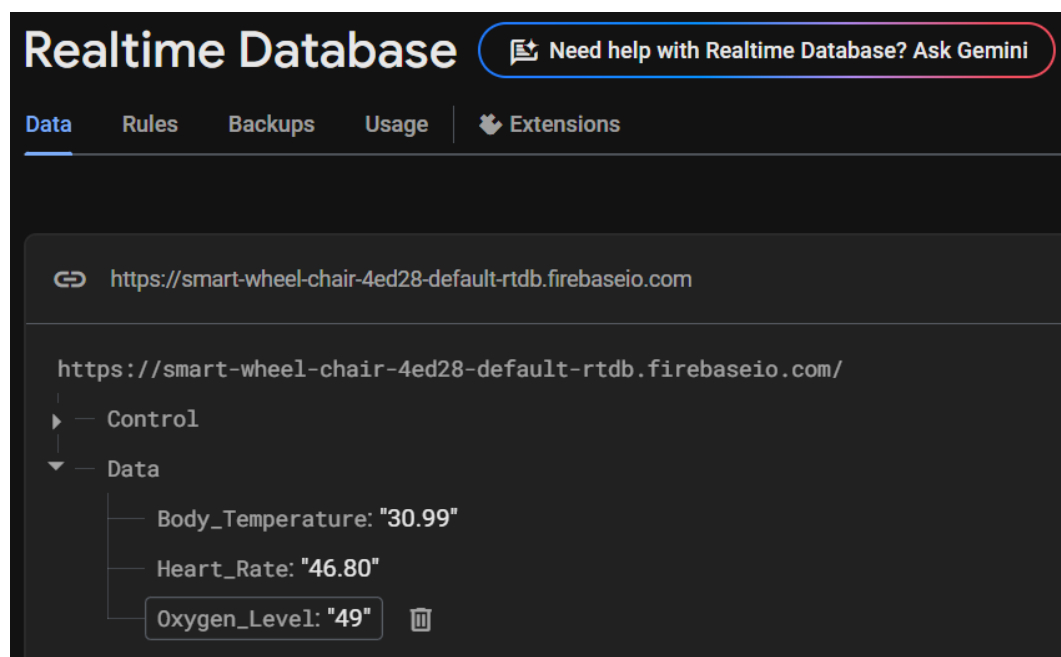 Realtime Database Need help with Realtime Database? Ask Gemini
Data Rules Backups Usage Extensions
https://smart-wheel-chair-4ed28-default-rtdb.firebaseio.com
https://smart-wheel-chair-4ed28-default-rtdb.firebaseio.com/
Control
Data
Body_Temperature: "30.99"
Heart_Rate: "46.80"
Oxygen_Level: "49"